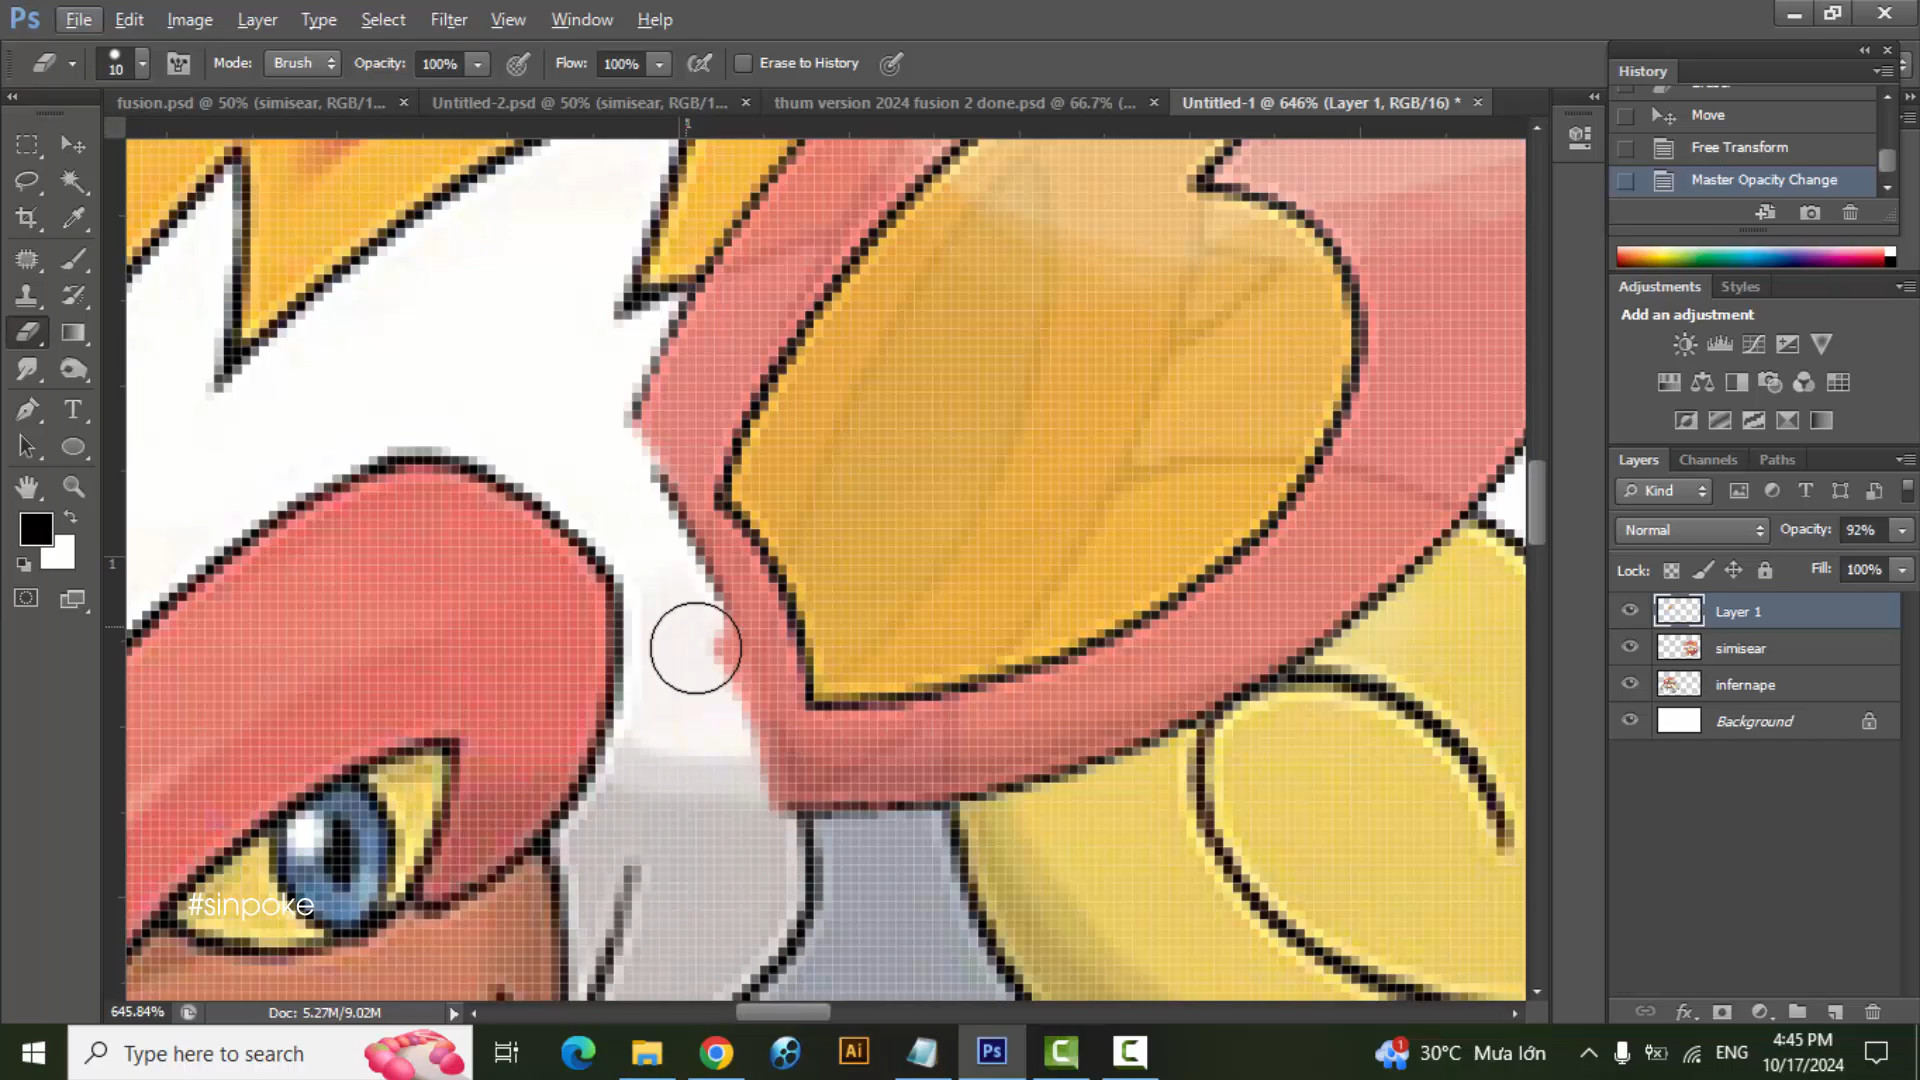 Ps File Edit Image Layer Type Select Filter View Window Help
10 Mode: Brush Opacity: 100% Flow: 100% Erase to History
fusion.psd @ 50% (simisear, RGB/1... Untitled-2.psd @ 50% (simisear, RGB/1... thum version 2024 fusion 2 done.psd @ 66.7% (... Untitled-1 @ 646% (Layer 1, RGB/16) *
History
Move
Free Transform
Master Opacity Change
Adjustments Styles
Add an adjustment
Layers Channels Paths
Kind
Normal Opacity: 92%
Lock: Fill: 100%
Layer 1
simisear
infernape
Background
1
1
#sinpoke
645.84% Doc: 5.27M/9.02M
Type here to search Ai Ps 1 30°C Mưa lớn ENG 4:45 PM
10/17/2024